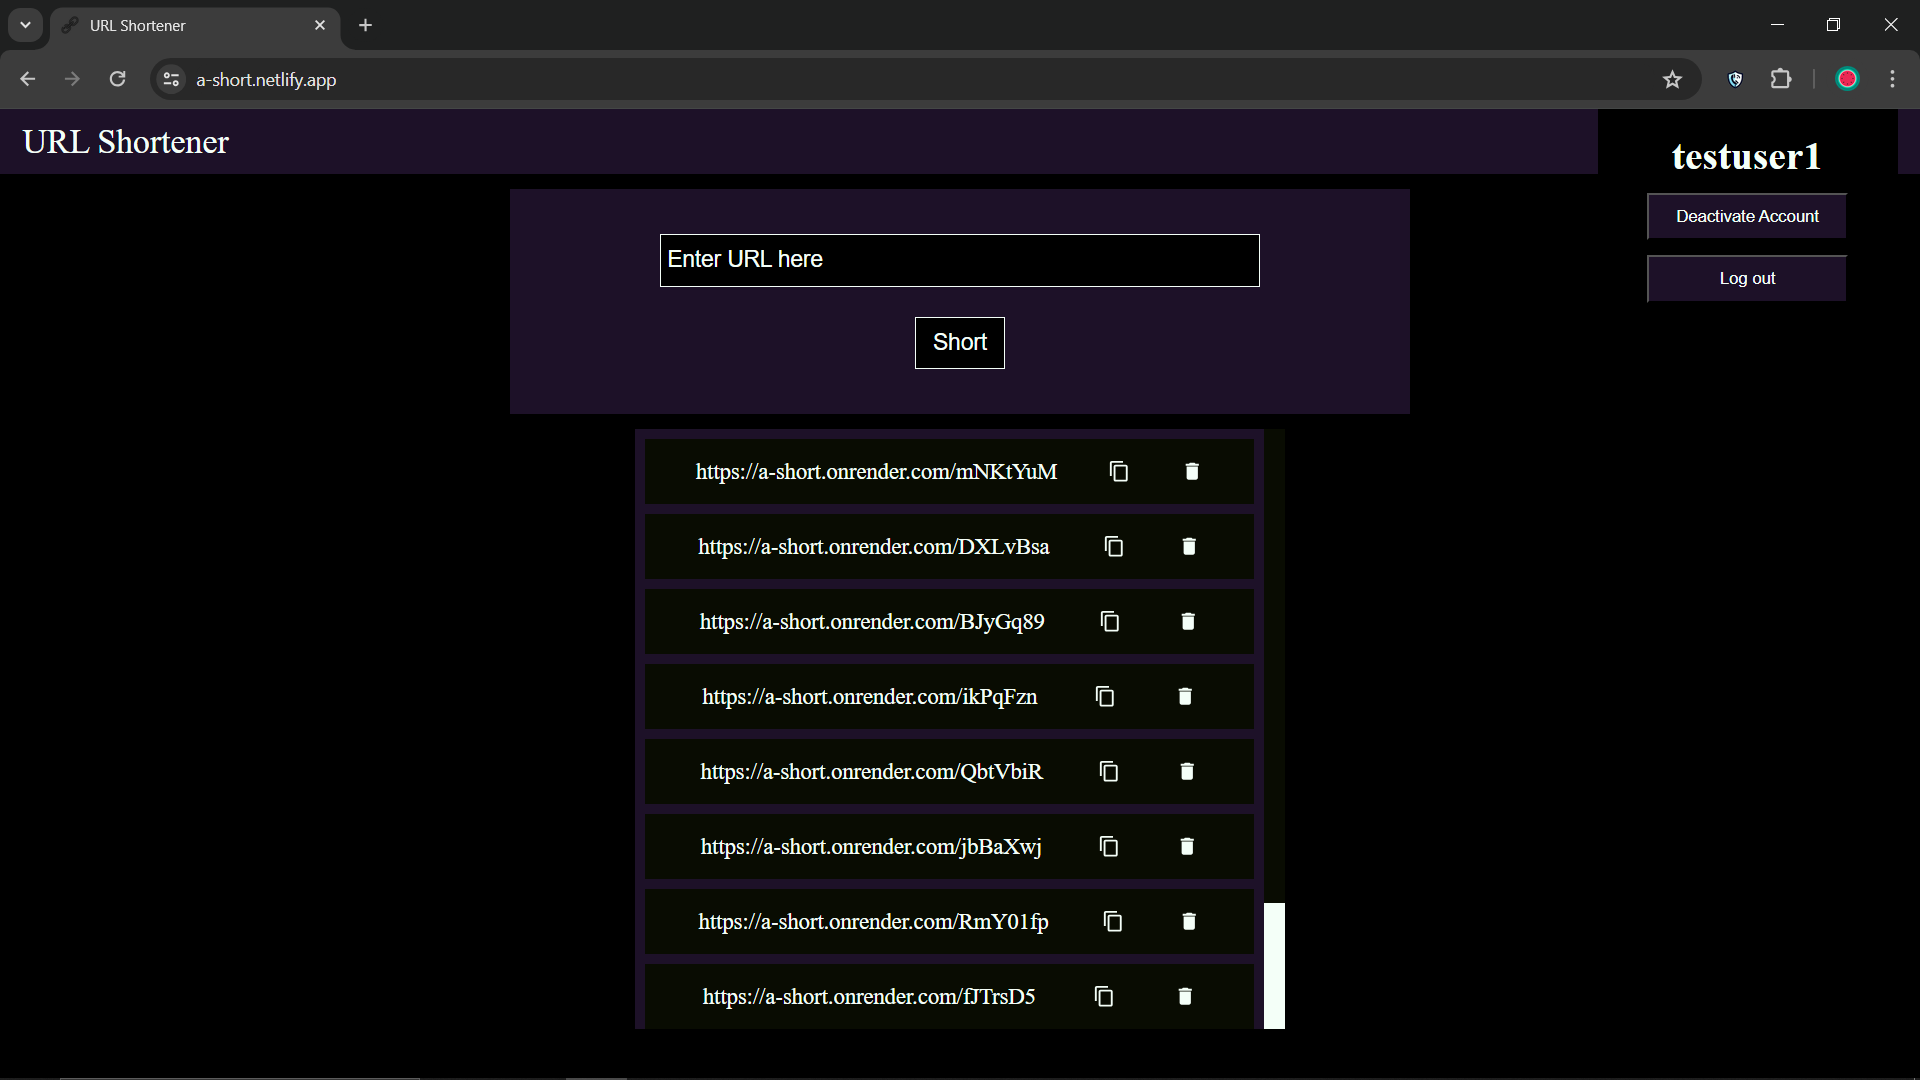 URL Shortener
a-short.netlify.app
URL Shortener
testuser1
Deactivate Account
Log out
Enter URL here
Short
https://a-short.onrender.com/mNKtYuM
https://a-short.onrender.com/DXLvBsa
https://a-short.onrender.com/BJyGq89
https://a-short.onrender.com/ikPqFzn
https://a-short.onrender.com/QbtVbiR
https://a-short.onrender.com/jbBaXwj
https://a-short.onrender.com/RmY01fp
https://a-short.onrender.com/fJTrsD5